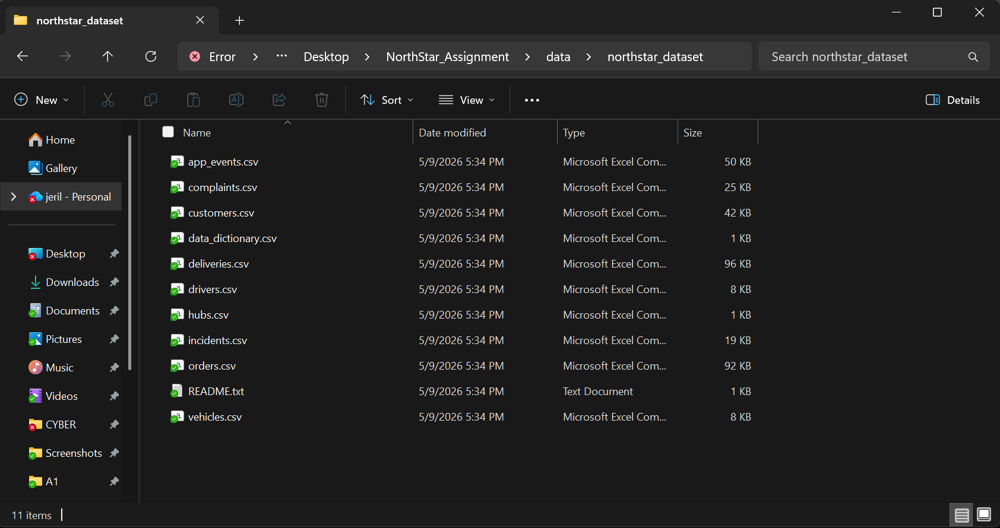 northstar_dataset
Error > ... Desktop > NorthStar_Assignment > data > northstar_dataset
Search northstar_dataset
New Sort View ... Details
Home
Gallery
jeril - Personal
Desktop
Downloads
Documents
Pictures
Music
Videos
CYBER
Screenshots
A1
Name Date modified Type Size
app_events.csv 5/9/2026 5:34 PM Microsoft Excel Com... 50 KB
complaints.csv 5/9/2026 5:34 PM Microsoft Excel Com... 25 KB
customers.csv 5/9/2026 5:34 PM Microsoft Excel Com... 42 KB
data_dictionary.csv 5/9/2026 5:34 PM Microsoft Excel Com... 1 KB
deliveries.csv 5/9/2026 5:34 PM Microsoft Excel Com... 96 KB
drivers.csv 5/9/2026 5:34 PM Microsoft Excel Com... 8 KB
hubs.csv 5/9/2026 5:34 PM Microsoft Excel Com... 1 KB
incidents.csv 5/9/2026 5:34 PM Microsoft Excel Com... 19 KB
orders.csv 5/9/2026 5:34 PM Microsoft Excel Com... 92 KB
README.txt 5/9/2026 5:34 PM Text Document 1 KB
vehicles.csv 5/9/2026 5:34 PM Microsoft Excel Com... 8 KB
11 items